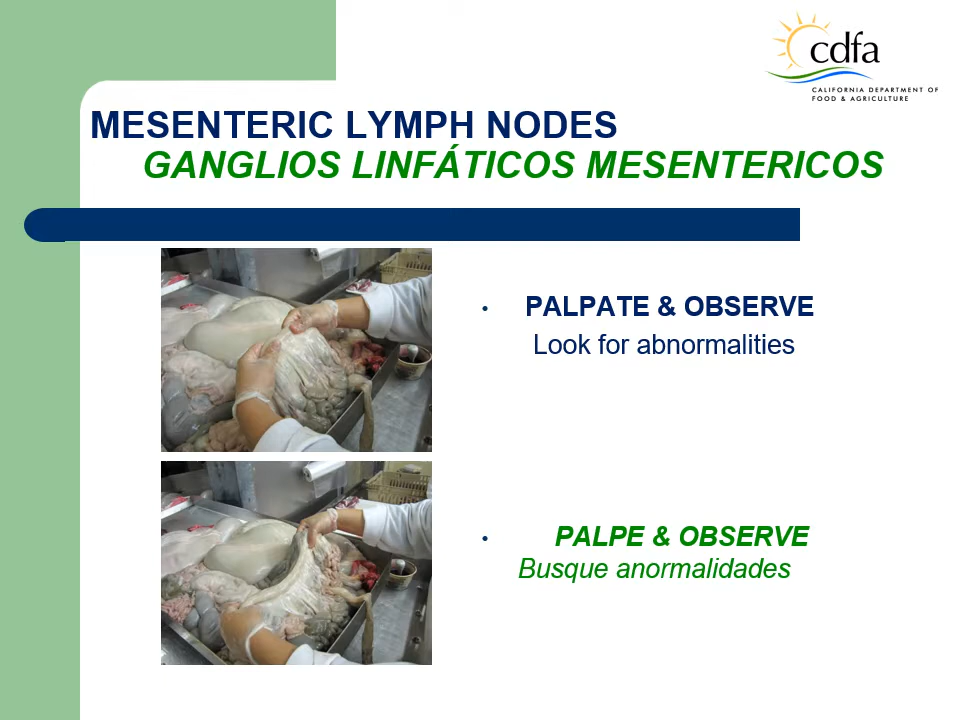 cdfa
CALIFORNIA DEPARTMENT OF
FOOD & AGRICULTURE
MESENTERIC LYMPH NODES
GANGLIOS LINFÁTICOS MESENTERICOS
• PALPATE & OBSERVE
Look for abnormalities
• PALPE & OBSERVE
Busque anormalidades